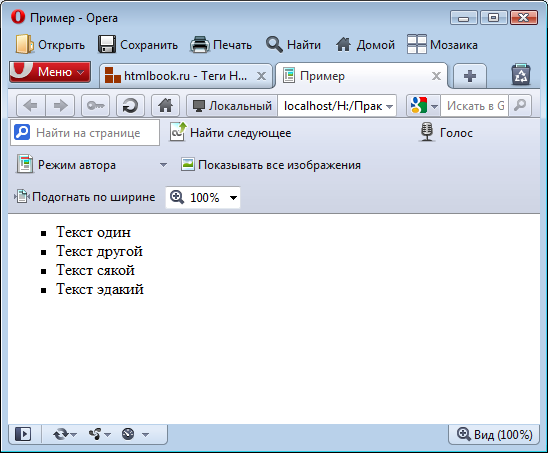 Пример - Opera
Открыть Сохранить Печать Найти Домой Мозаика
Меню htmlbook.ru - Теги Н... Пример
Локальный localhost/H:/Прак Искать в G
Найти на странице Найти следующее Голос
Режим автора Показывать все изображения
Подогнать по ширине 100%
Текст один
Текст другой
Текст сякой
Текст эдакий
Вид (100%)